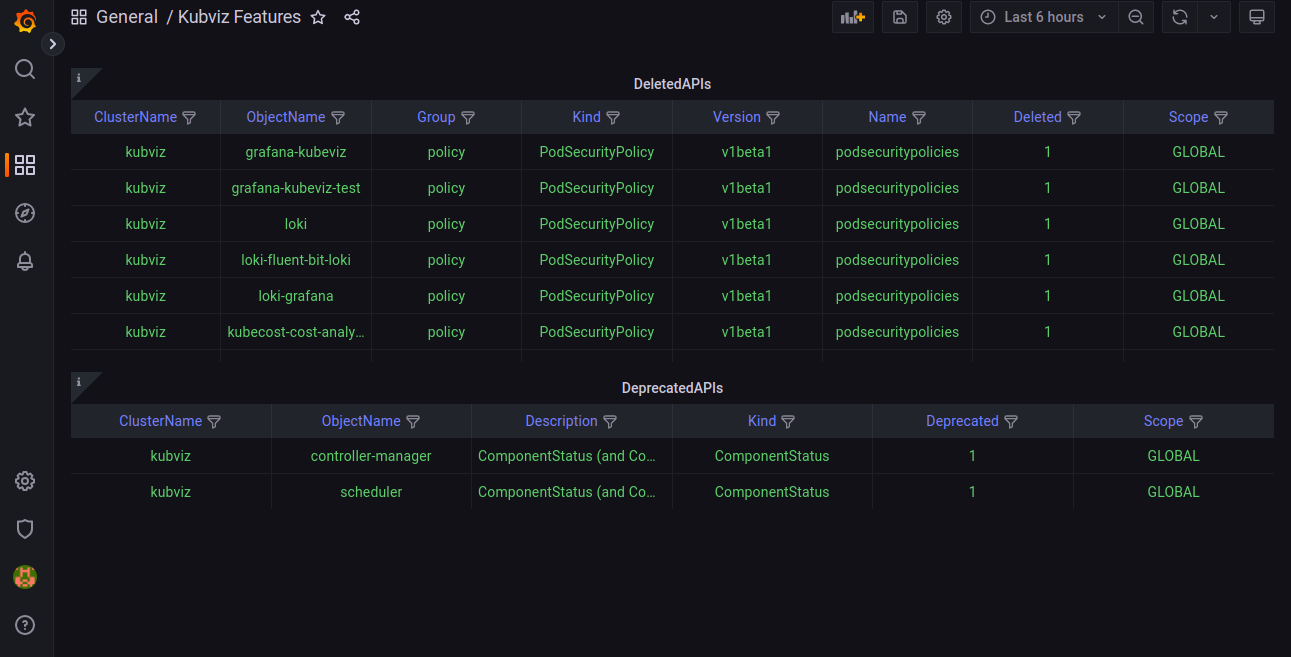 General / Kubviz Features
Last 6 hours
i
DeletedAPIs
ClusterName ObjectName Group Kind Version Name Deleted Scope
kubviz grafana-kubeviz policy PodSecurityPolicy v1beta1 podsecuritypolicies 1 GLOBAL
kubviz grafana-kubeviz-test policy PodSecurityPolicy v1beta1 podsecuritypolicies 1 GLOBAL
kubviz loki policy PodSecurityPolicy v1beta1 podsecuritypolicies 1 GLOBAL
kubviz loki-fluent-bit-loki policy PodSecurityPolicy v1beta1 podsecuritypolicies 1 GLOBAL
kubviz loki-grafana policy PodSecurityPolicy v1beta1 podsecuritypolicies 1 GLOBAL
kubviz kubecost-cost-analy… policy PodSecurityPolicy v1beta1 podsecuritypolicies 1 GLOBAL
i
DeprecatedAPIs
ClusterName ObjectName Description Kind Deprecated Scope
kubviz controller-manager ComponentStatus (and Co… ComponentStatus 1 GLOBAL
kubviz scheduler ComponentStatus (and Co… ComponentStatus 1 GLOBAL